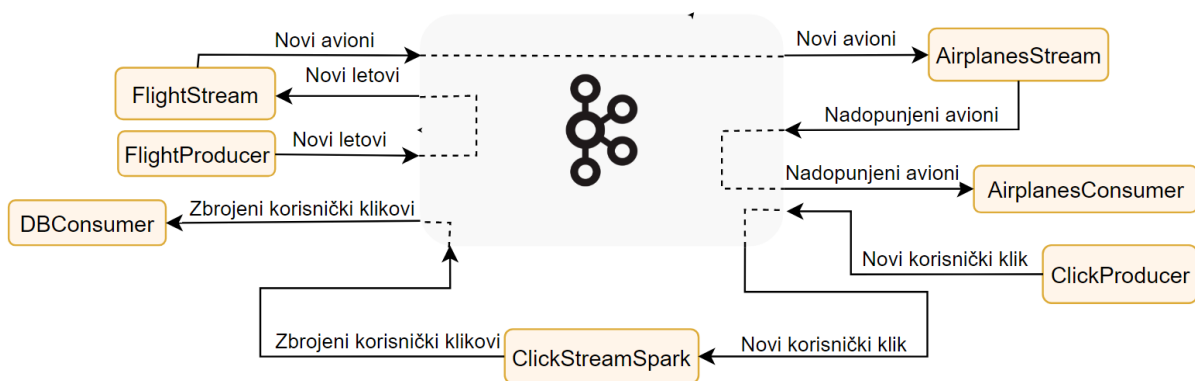 Novi avioni
Novi avioni
AirplanesStream
FlightStream
Novi letovi
Nadopunjeni avioni
FlightProducer
Novi letovi
Nadopunjeni avioni
AirplanesConsumer
DBConsumer
Zbrojeni korisnički klikovi
Novi korisnički klik
ClickProducer
Zbrojeni korisnički klikovi
ClickStreamSpark
Novi korisnički klik